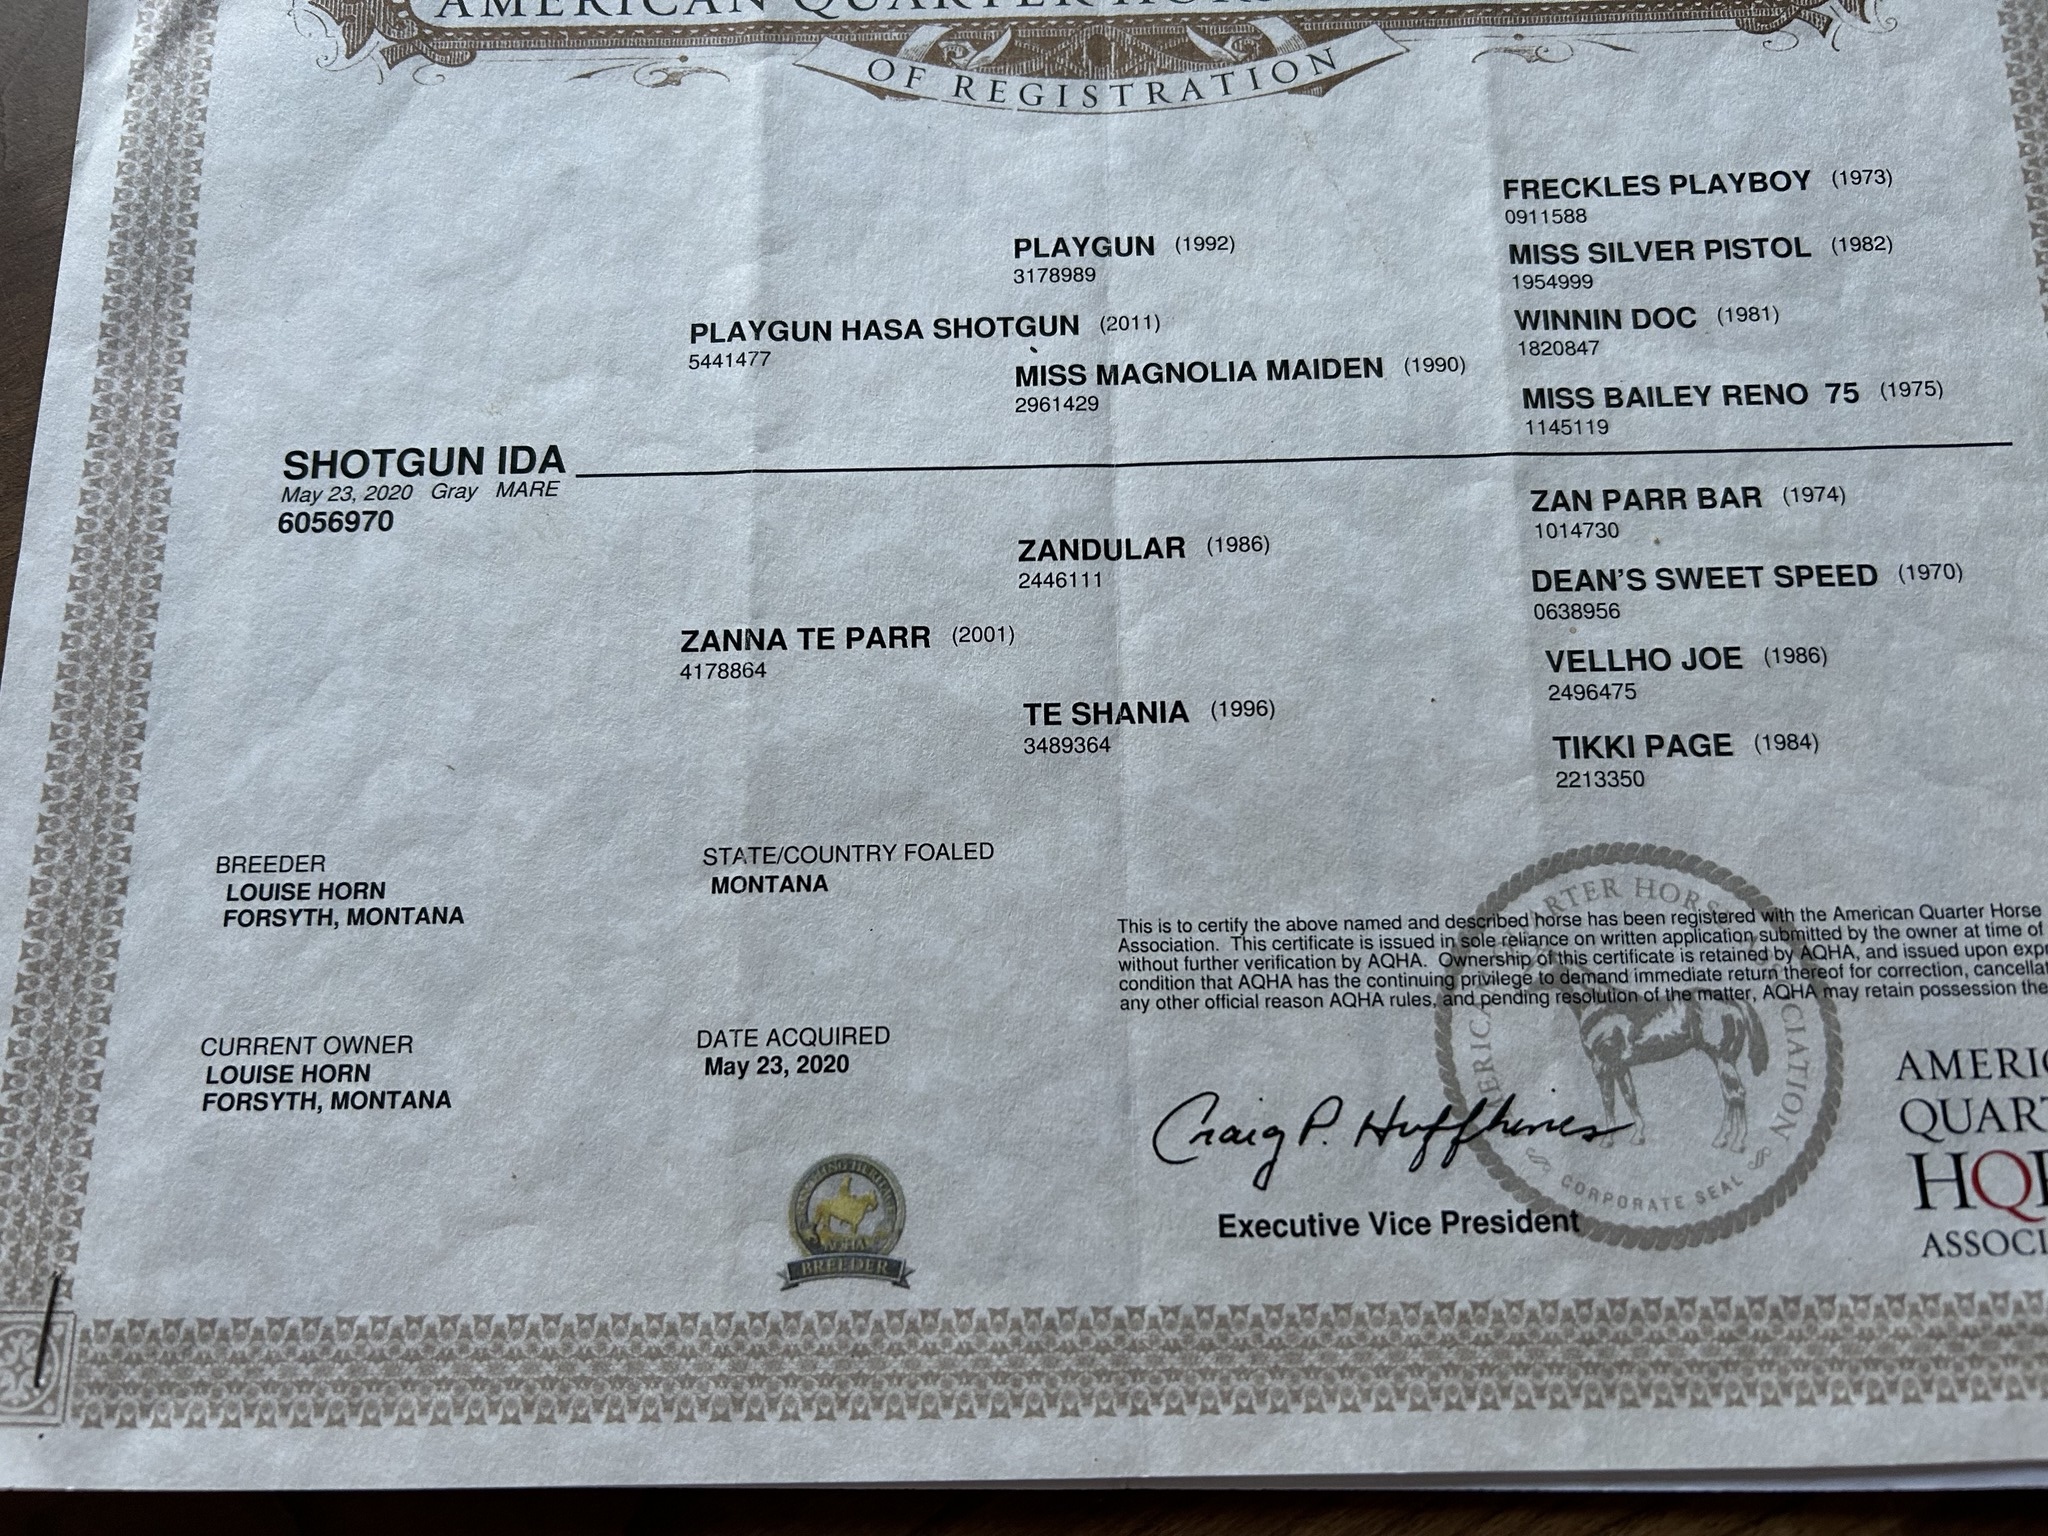 AMERICAN QUARTER
OF REGISTRATION
FRECKLES PLAYBOY (1973)
0911588
PLAYGUN (1992)
3178989
MISS SILVER PISTOL (1982)
1954999
PLAYGUN HASA SHOTGUN (2011)
5441477
WINNIN DOC (1981)
1820847
MISS MAGNOLIA MAIDEN (1990)
2961429
MISS BAILEY RENO 75 (1975)
1145119
SHOTGUN IDA
May 23, 2020 Gray MARE
6056970
ZAN PARR BAR (1974)
1014730
ZANDULAR (1986)
2446111
DEAN'S SWEET SPEED (1970)
0638956
ZANNA TE PARR (2001)
4178864
VELLHO JOE (1986)
2496475
TE SHANIA (1996)
3489364
TIKKI PAGE (1984)
2213350
BREEDER
LOUISE HORN
FORSYTH, MONTANA
STATE/COUNTRY FOALED
MONTANA
This is to certify the above named and described horse has been registered with the American Quarter Horse
Association. This certificate is issued in sole reliance on written application submitted by the owner at time of
without further verification by AQHA. Ownership of this certificate is retained by AQHA, and issued upon
condition that AQHA has the continuing privilege to demand immediate return thereof for correction,
any other official reason AQHA rules, and pending resolution of the matter, AQHA may retain possession
CURRENT OWNER
LOUISE HORN
FORSYTH, MONTANA
DATE ACQUIRED
May 23, 2020
Craig P. Huffhines
Executive Vice President
CORPORATE SEAL
BREEDER
AMERIC
QUART
HQ
ASSOCI